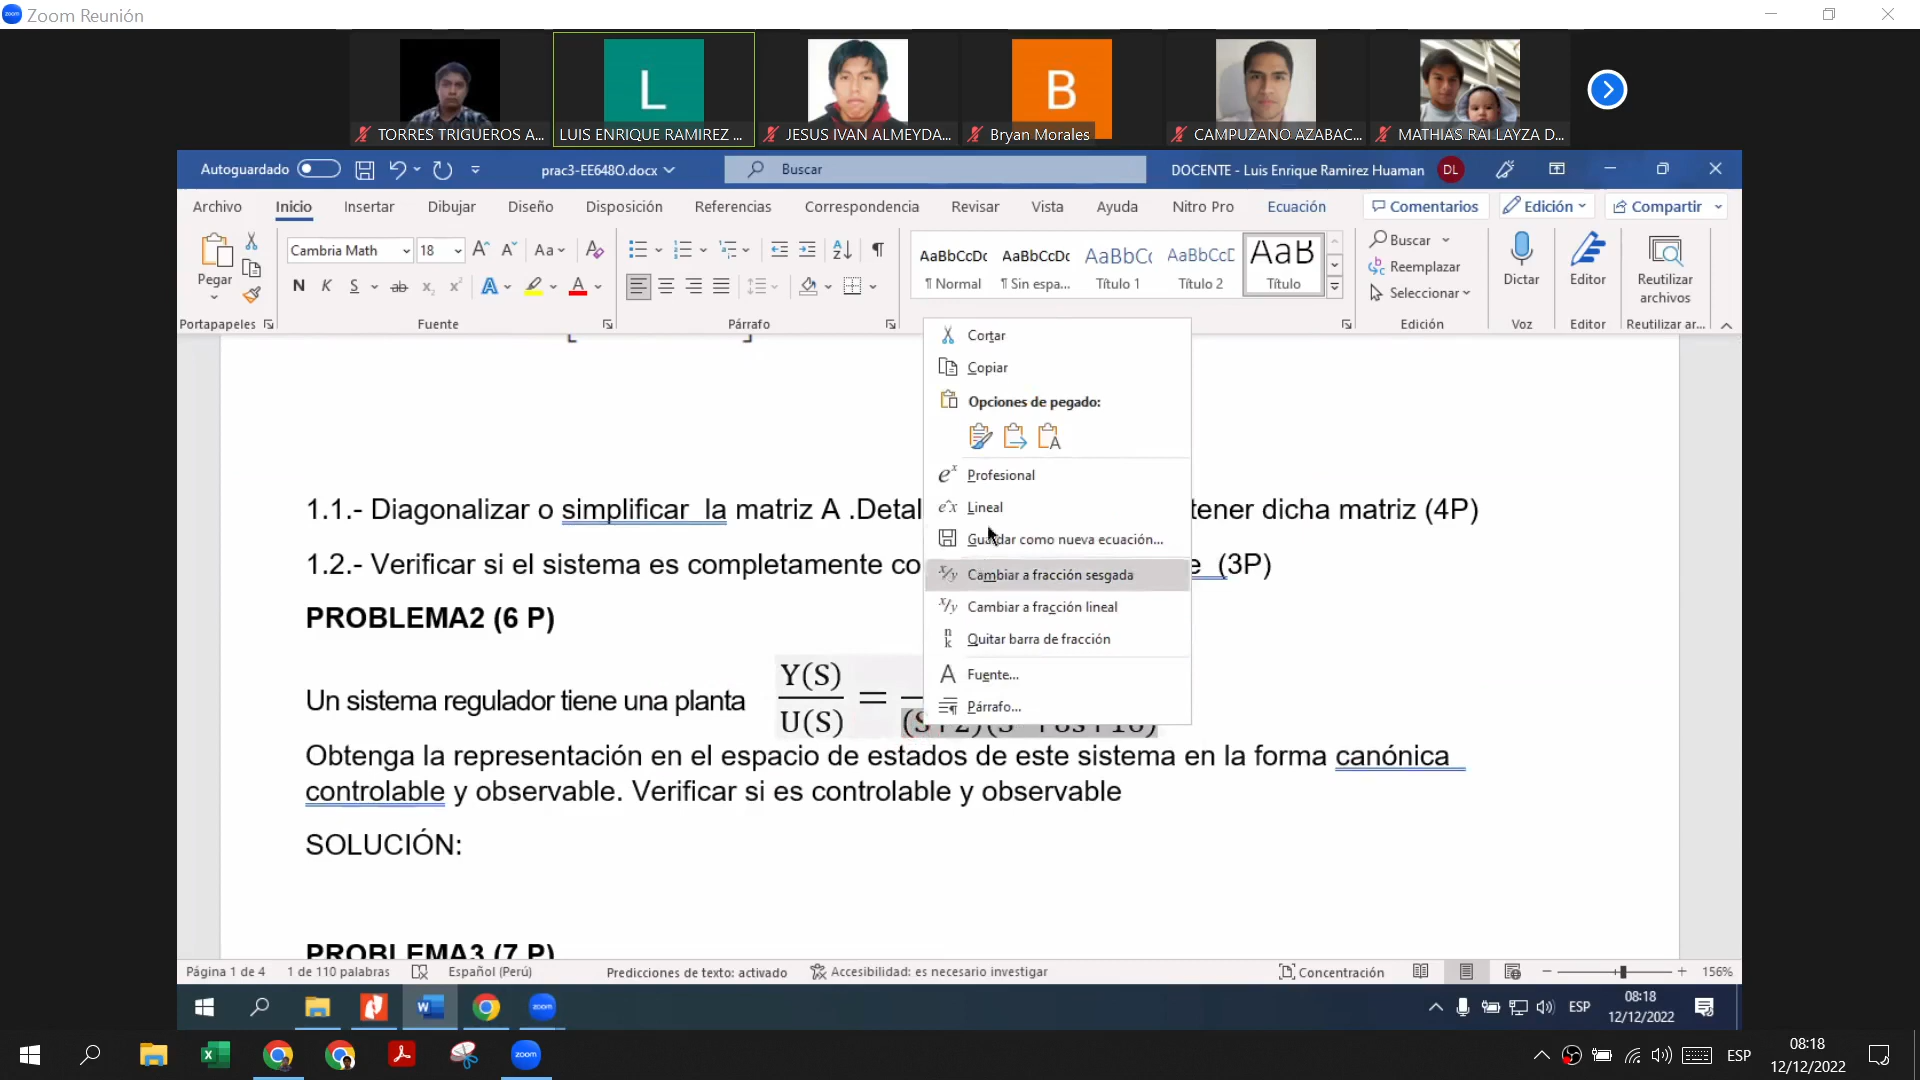 Zoom Reunión
TORRES TRIGUEROS A...
L
LUIS ENRIQUE RAMIREZ ...
JESUS IVAN ALMEYDA...
B
Bryan Morales
CAMPUZANO AZABAC...
MATHIAS RAI LAYZA D...
Autoguardado
prac3-EE648O.docx
Buscar
DOCENTE - Luis Enrique Ramirez Huaman
DL
Archivo
Inicio
Insertar
Dibujar
Diseño
Disposición
Referencias
Correspondencia
Revisar
Vista
Ayuda
Nitro Pro
Ecuación
Comentarios
Edición
Compartir
Pegar
Portapapeles
Cambria Math
18
Fuente
Párrafo
AaBbCcDc
¶ Normal
AaBbCcDc
¶ Sin espa...
AaBbCc
Título 1
AaBbCcD
Título 2
AaB
Título
Buscar
Reemplazar
Seleccionar
Edición
Dictar
Voz
Editor
Editor
Reutilizar
archivos
Reutilizar ar...
Cortar
Copiar
Opciones de pegado:
Profesional
Lineal
Guardar como nueva ecuación...
Cambiar a fracción sesgada
Cambiar a fracción lineal
Quitar barra de fracción
Fuente...
Párrafo...
1.1.- Diagonalizar o simplificar la matriz A .Detal tener dicha matriz (4P)
1.2.- Verificar si el sistema es completamente co e (3P)
PROBLEMA2 (6 P)
Un sistema regulador tiene una planta Y(S)/U(S) =
Obtenga la representación en el espacio de estados de este sistema en la forma canónica
controlable y observable. Verificar si es controlable y observable
SOLUCIÓN:
PROBLEMA3 (7 P)
Página 1 de 4
1 de 110 palabras
Español (Perú)
Predicciones de texto: activado
Accesibilidad: es necesario investigar
Concentración
156%
ESP
08:18
12/12/2022
ESP
08:18
12/12/2022